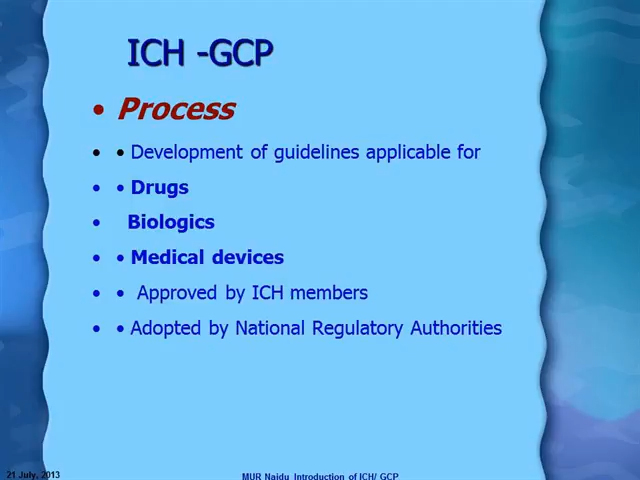 ICH -GCP
• Process
• • Development of guidelines applicable for
• • Drugs
• Biologics
• • Medical devices
• • Approved by ICH members
• • Adopted by National Regulatory Authorities
21 July, 2013
MUR Naidu Introduction of ICH/ GCP